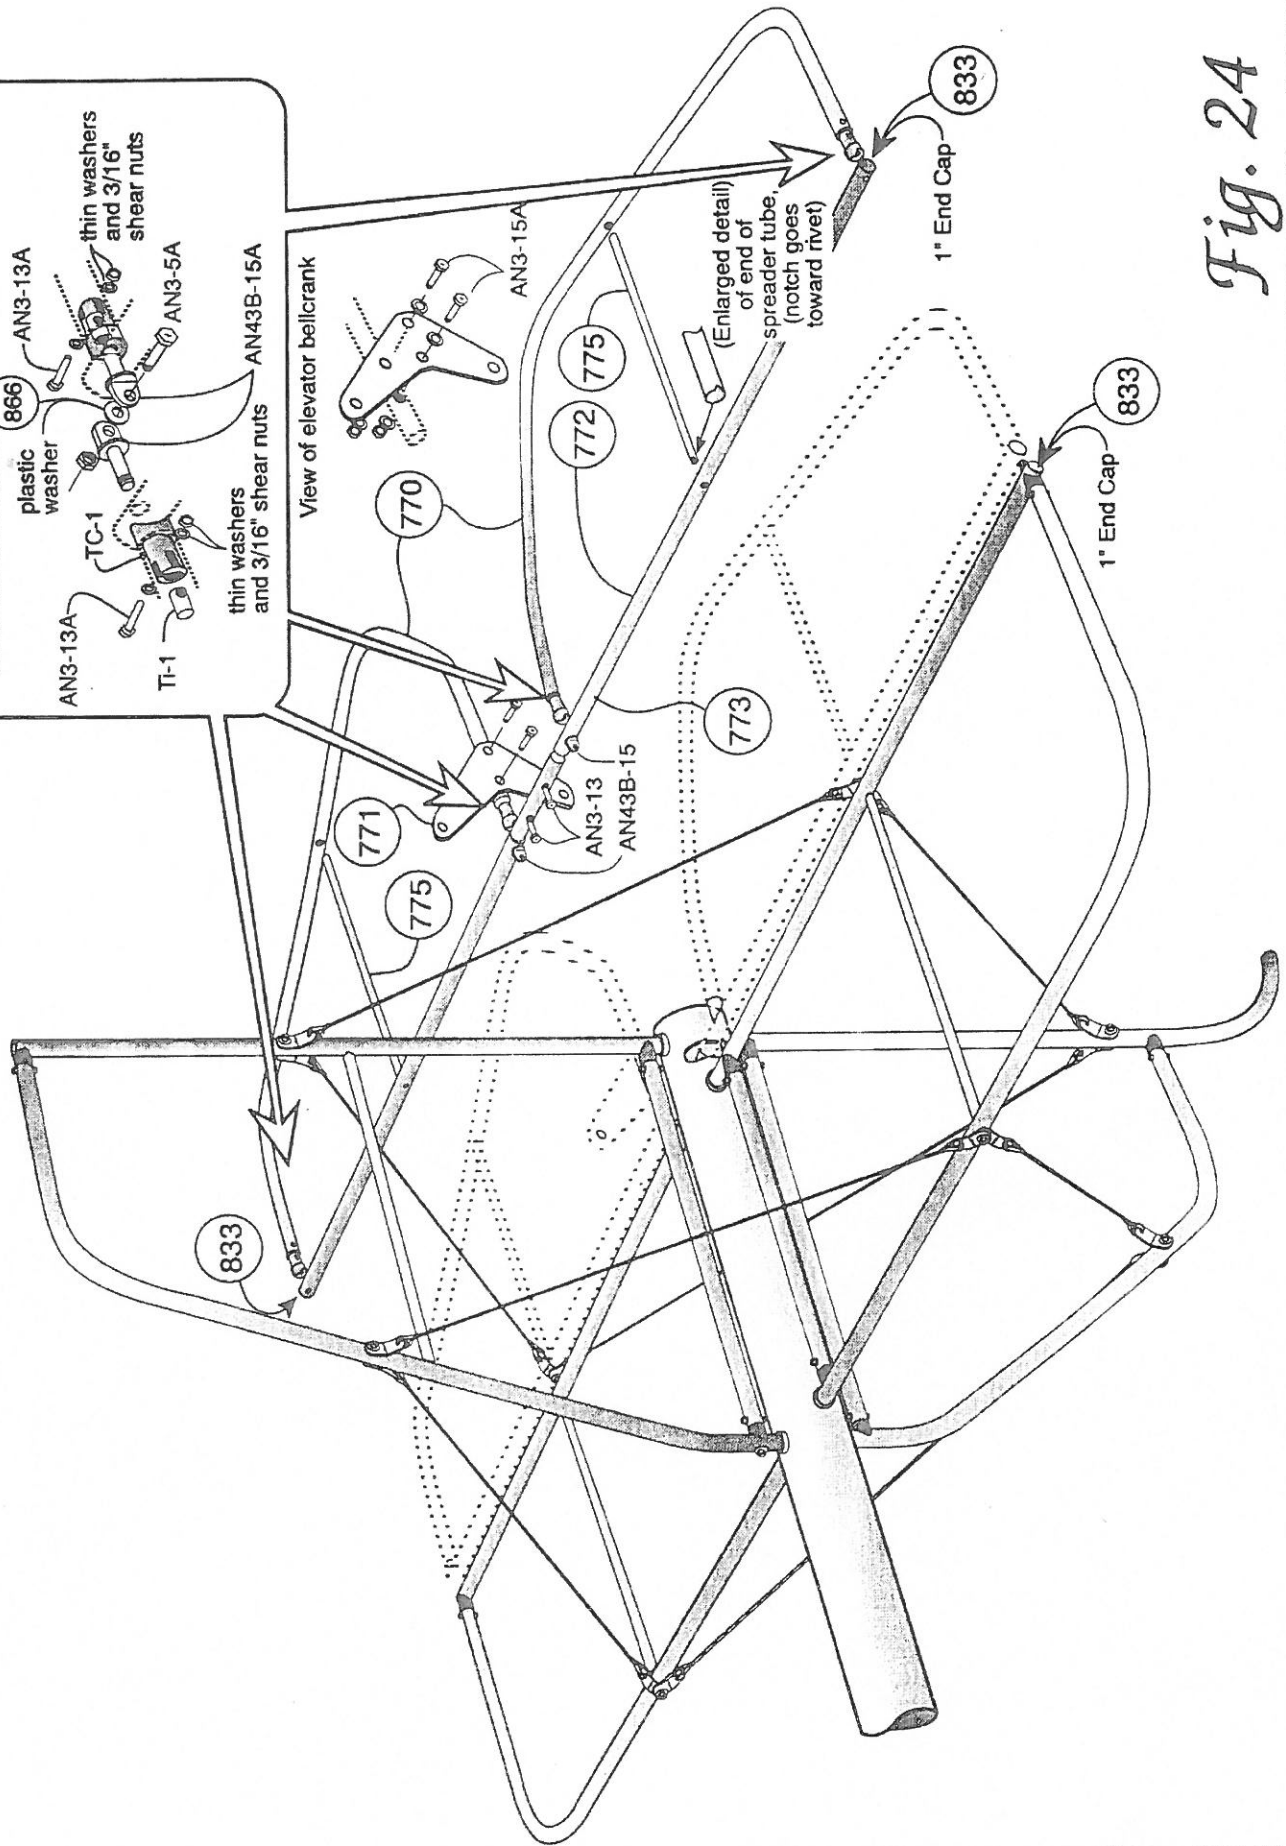 866
plastic
washer
AN3-13A
thin washers
and 3/16"
shear nuts
AN3-5A
AN43B-15A
AN3-13A
TC-1
Ti-1
thin washers
and 3/16" shear nuts
View of elevator bellcrank
AN3-15A
770
771
775
833
AN3-13
AN43B-15
773
772
775
(Enlarged detail)
of end of
spreader tube,
(notch goes
toward rivet)
833
1" End Cap
833
1" End Cap
Fig. 24